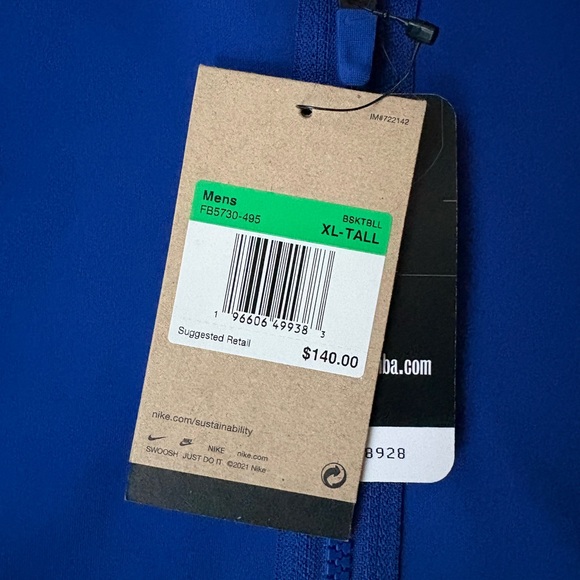 IM#722142
Mens
FB5730-495
BSKTBLL
XL-TALL
1 96606 49938 3
Suggested Retail
$140.00
nba.com
8928
nike.com/sustainability
NIKE nike.com
SWOOSH JUST DO IT ©2021 Nike